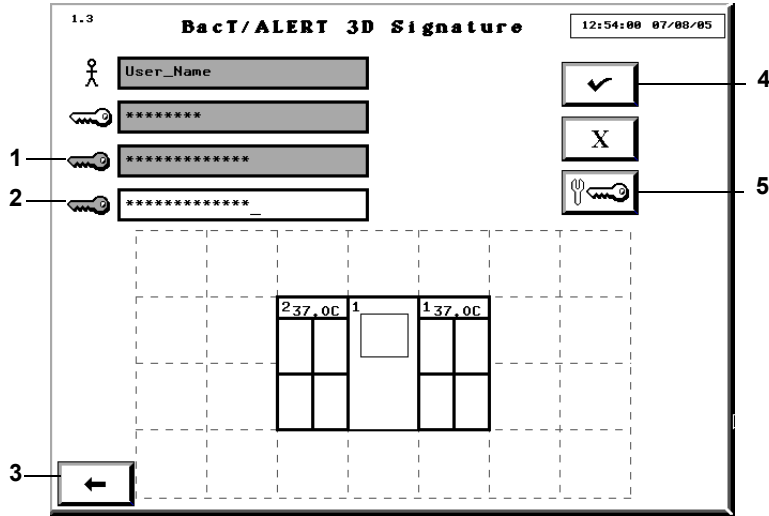 1.3 BacT/ALERT 3D Signature 12:54:00 07/08/05
User_Name
4
********
X
1 *************
5
2 *************_
2 37.0C 1 1 37.0C
3